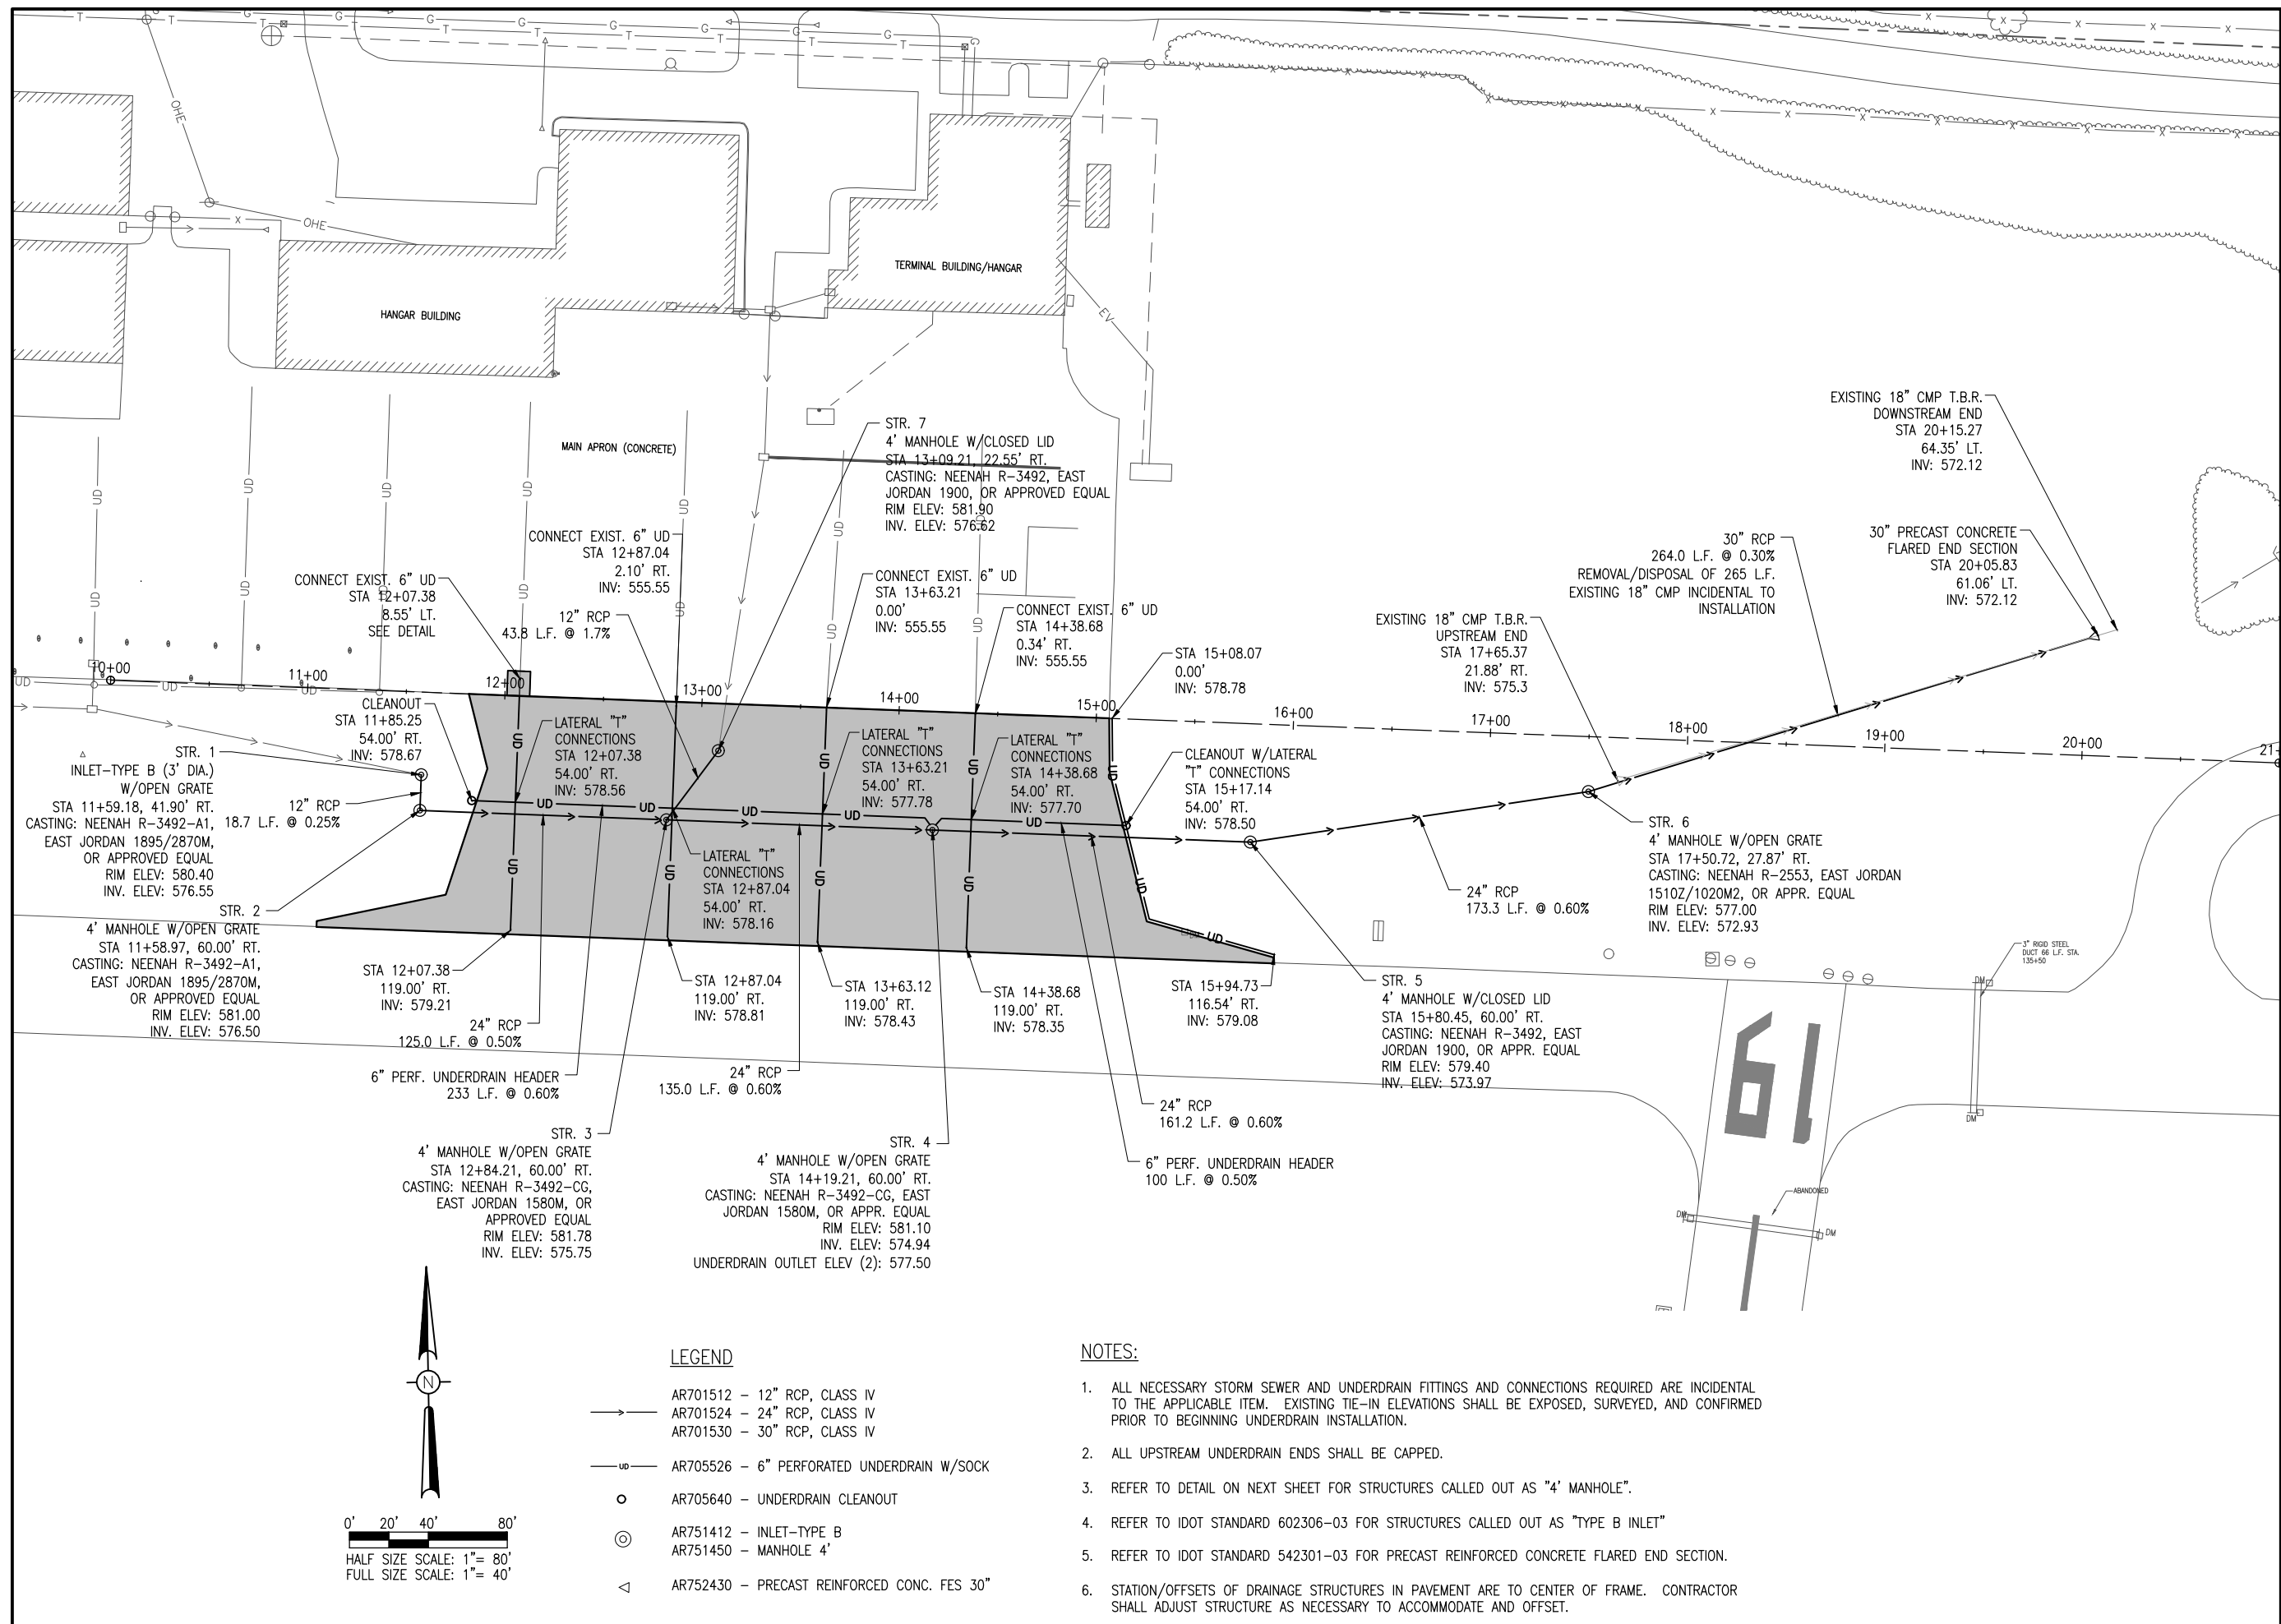 G
G
G
G
G
G
G
G
T
T
T
T
T
T
X
X
X
X
OHE
OHE
X
EV
TERMINAL BUILDING/HANGAR
HANGAR BUILDING
MAIN APRON (CONCRETE)
STR. 7
4' MANHOLE W/CLOSED LID
STA 13+09.21, 22.55' RT.
CASTING: NEENAH R-3492, EAST
JORDAN 1900, OR APPROVED EQUAL
RIM ELEV: 581.90
INV. ELEV: 576.62
EXISTING 18" CMP T.B.R.
DOWNSTREAM END
STA 20+15.27
64.35' LT.
INV: 572.12
30" PRECAST CONCRETE
FLARED END SECTION
STA 20+05.83
61.06' LT.
INV: 572.12
30" RCP
264.0 L.F. @ 0.30%
REMOVAL/DISPOSAL OF 265 L.F.
EXISTING 18" CMP INCIDENTAL TO
INSTALLATION
EXISTING 18" CMP T.B.R.
UPSTREAM END
STA 17+65.37
21.88' RT.
INV: 575.3
CONNECT EXIST. 6" UD
STA 12+87.04
2.10' RT.
INV: 555.55
CONNECT EXIST. 6" UD
STA 12+07.38
8.55' LT.
SEE DETAIL
12" RCP
43.8 L.F. @ 1.7%
CONNECT EXIST. 6" UD
STA 13+63.21
0.00'
INV: 555.55
CONNECT EXIST. 6" UD
STA 14+38.68
0.34' RT.
INV: 555.55
STA 15+08.07
0.00'
INV: 578.78
10+00
11+00
12+00
13+00
14+00
15+00
16+00
17+00
18+00
19+00
20+00
21+
CLEANOUT
STA 11+85.25
54.00' RT.
INV: 578.67
LATERAL "T"
CONNECTIONS
STA 12+07.38
54.00' RT.
INV: 578.56
LATERAL "T"
CONNECTIONS
STA 13+63.21
54.00' RT.
INV: 577.78
LATERAL "T"
CONNECTIONS
STA 14+38.68
54.00' RT.
INV: 577.70
CLEANOUT W/LATERAL
"T" CONNECTIONS
STA 15+17.14
54.00' RT.
INV: 578.50
LATERAL "T"
CONNECTIONS
STA 12+87.04
54.00' RT.
INV: 578.16
STR. 1
INLET-TYPE B (3' DIA.)
W/OPEN GRATE
STA 11+59.18, 41.90' RT.
CASTING: NEENAH R-3492-A1,
EAST JORDAN 1895/2870M,
OR APPROVED EQUAL
RIM ELEV: 580.40
INV. ELEV: 576.55
12" RCP
18.7 L.F. @ 0.25%
STR. 2
4' MANHOLE W/OPEN GRATE
STA 11+58.97, 60.00' RT.
CASTING: NEENAH R-3492-A1,
EAST JORDAN 1895/2870M,
OR APPROVED EQUAL
RIM ELEV: 581.00
INV. ELEV: 576.50
UD
UD
UD
UD
UD
UD
UD
UD
STR. 6
4' MANHOLE W/OPEN GRATE
STA 17+50.72, 27.87' RT.
CASTING: NEENAH R-2553, EAST JORDAN
1510Z/1020M2, OR APPR. EQUAL
RIM ELEV: 577.00
INV. ELEV: 572.93
24" RCP
173.3 L.F. @ 0.60%
STA 12+07.38
119.00' RT.
INV: 579.21
STA 12+87.04
119.00' RT.
INV: 578.81
STA 13+63.12
119.00' RT.
INV: 578.43
STA 14+38.68
119.00' RT.
INV: 578.35
STA 15+94.73
116.54' RT.
INV: 579.08
STR. 5
4' MANHOLE W/CLOSED LID
STA 15+80.45, 60.00' RT.
CASTING: NEENAH R-3492, EAST
JORDAN 1900, OR APPR. EQUAL
RIM ELEV: 579.40
INV. ELEV: 573.97
3" RIGID STEEL
DUCT 66 L.F. STA.
135+50
DM
DM
24" RCP
125.0 L.F. @ 0.50%
6" PERF. UNDERDRAIN HEADER
233 L.F. @ 0.60%
24" RCP
135.0 L.F. @ 0.60%
24" RCP
161.2 L.F. @ 0.60%
6" PERF. UNDERDRAIN HEADER
100 L.F. @ 0.50%
STR. 3
4' MANHOLE W/OPEN GRATE
STA 12+84.21, 60.00' RT.
CASTING: NEENAH R-3492-CG,
EAST JORDAN 1580M, OR
APPROVED EQUAL
RIM ELEV: 581.78
INV. ELEV: 575.75
STR. 4
4' MANHOLE W/OPEN GRATE
STA 14+19.21, 60.00' RT.
CASTING: NEENAH R-3492-CG, EAST
JORDAN 1580M, OR APPR. EQUAL
RIM ELEV: 581.10
INV. ELEV: 574.94
UNDERDRAIN OUTLET ELEV (2): 577.50
19
ABANDONED
DM
DM
N
0' 20' 40' 80'
HALF SIZE SCALE: 1"= 80'
FULL SIZE SCALE: 1"= 40'
LEGEND
AR701512 - 12" RCP, CLASS IV
AR701524 - 24" RCP, CLASS IV
AR701530 - 30" RCP, CLASS IV
UD AR705526 - 6" PERFORATED UNDERDRAIN W/SOCK
AR705640 - UNDERDRAIN CLEANOUT
AR751412 - INLET-TYPE B
AR751450 - MANHOLE 4'
AR752430 - PRECAST REINFORCED CONC. FES 30"
NOTES:
1. ALL NECESSARY STORM SEWER AND UNDERDRAIN FITTINGS AND CONNECTIONS REQUIRED ARE INCIDENTAL
TO THE APPLICABLE ITEM. EXISTING TIE-IN ELEVATIONS SHALL BE EXPOSED, SURVEYED, AND CONFIRMED
PRIOR TO BEGINNING UNDERDRAIN INSTALLATION.
2. ALL UPSTREAM UNDERDRAIN ENDS SHALL BE CAPPED.
3. REFER TO DETAIL ON NEXT SHEET FOR STRUCTURES CALLED OUT AS "4' MANHOLE".
4. REFER TO IDOT STANDARD 602306-03 FOR STRUCTURES CALLED OUT AS "TYPE B INLET"
5. REFER TO IDOT STANDARD 542301-03 FOR PRECAST REINFORCED CONCRETE FLARED END SECTION.
6. STATION/OFFSETS OF DRAINAGE STRUCTURES IN PAVEMENT ARE TO CENTER OF FRAME. CONTRACTOR
SHALL ADJUST STRUCTURE AS NECESSARY TO ACCOMMODATE AND OFFSET.